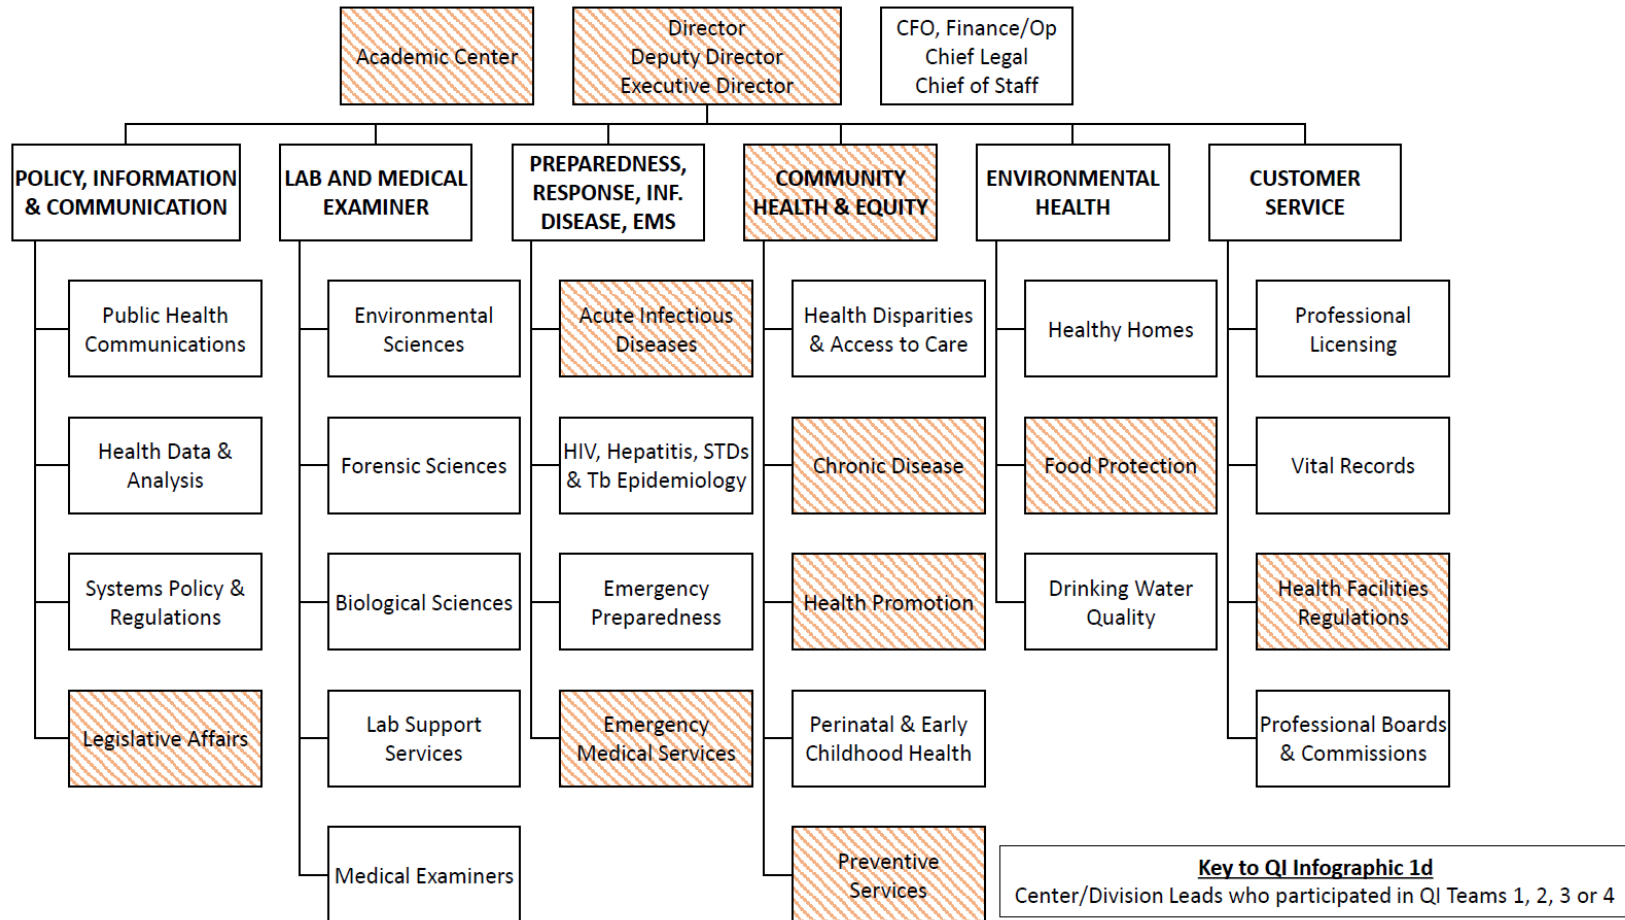 Academic Center
Director
Deputy Director
Executive Director
CFO, Finance/Op
Chief Legal
Chief of Staff
POLICY, INFORMATION
& COMMUNICATION
LAB AND MEDICAL
EXAMINER
PREPAREDNESS,
RESPONSE, INF.
DISEASE, EMS
COMMUNITY
HEALTH & EQUITY
ENVIRONMENTAL
HEALTH
CUSTOMER
SERVICE
Public Health
Communications
Health Data &
Analysis
Systems Policy &
Regulations
Legislative Affairs
Environmental
Sciences
Forensic Sciences
Biological Sciences
Lab Support
Services
Medical Examiners
Acute Infectious
Diseases
HIV, Hepatitis, STDs
& Tb Epidemiology
Emergency
Preparedness
Emergency
Medical Services
Health Disparities
& Access to Care
Chronic Disease
Health Promotion
Perinatal & Early
Childhood Health
Preventive
Services
Healthy Homes
Food Protection
Drinking Water
Quality
Professional
Licensing
Vital Records
Health Facilities
Regulations
Professional Boards
& Commissions
Key to QI Infographic 1d
Center/Division Leads who participated in QI Teams 1, 2, 3 or 4